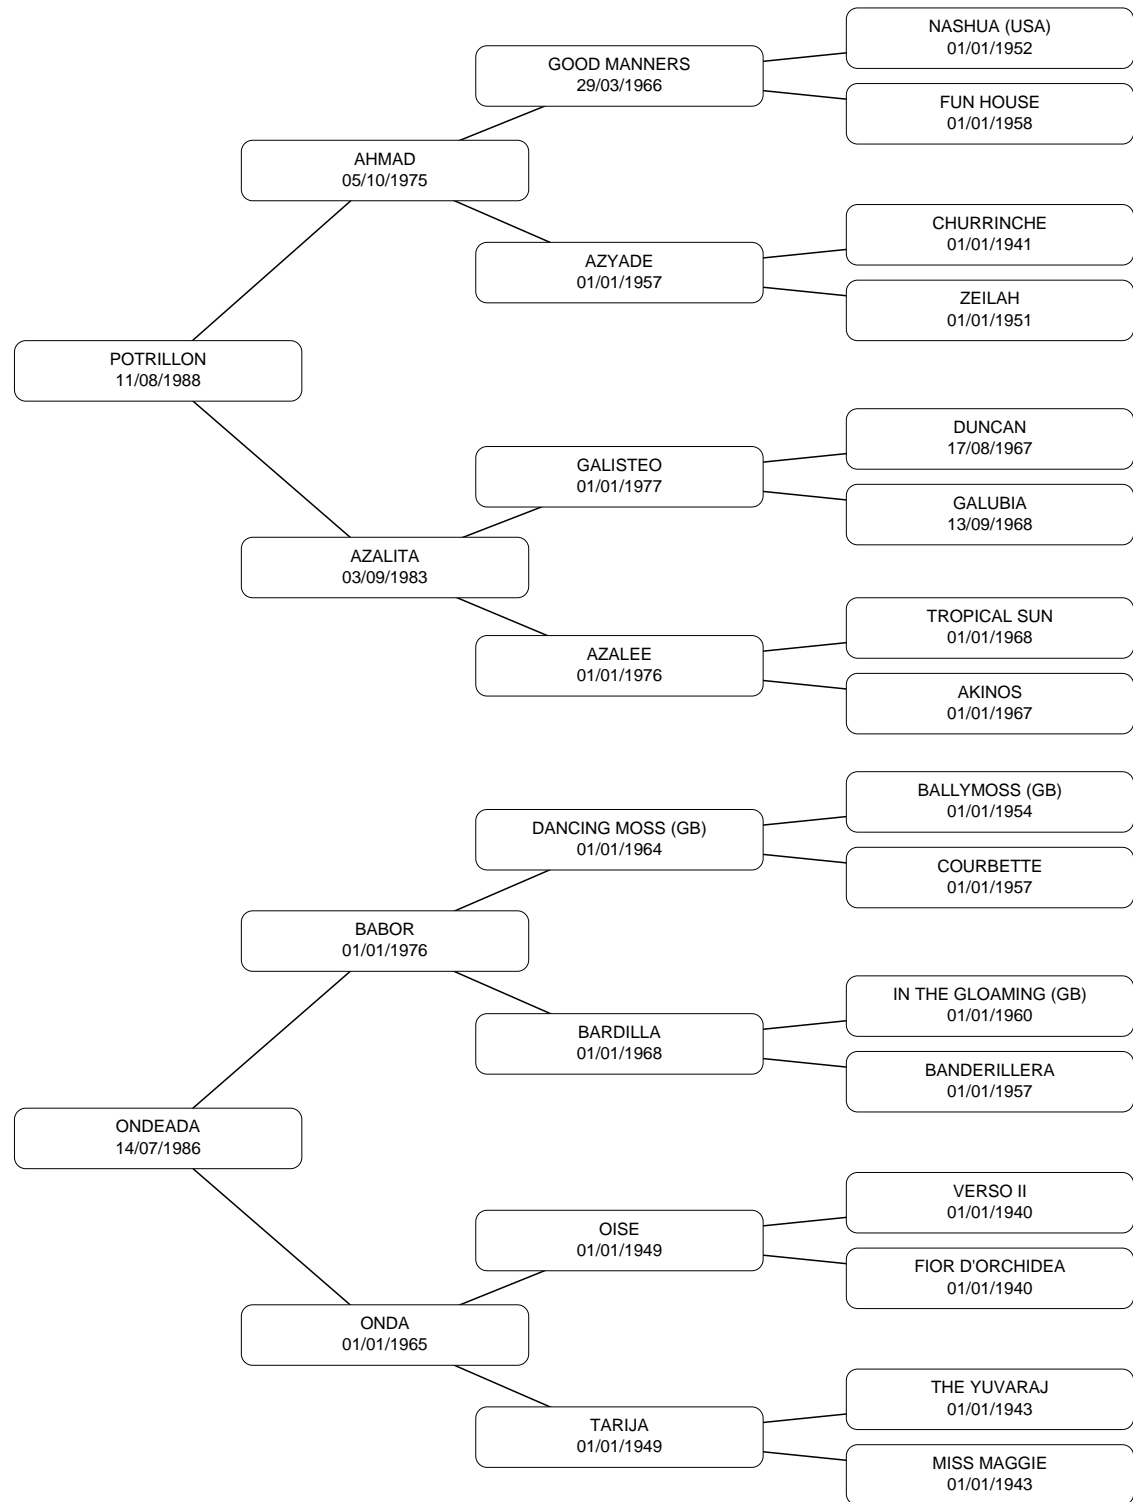 NASHUA (USA)
01/01/1952
GOOD MANNERS
29/03/1966
FUN HOUSE
01/01/1958
AHMAD
05/10/1975
CHURRINCHE
01/01/1941
AZYADE
01/01/1957
ZEILAH
01/01/1951
POTRILLON
11/08/1988
DUNCAN
17/08/1967
GALISTEO
01/01/1977
GALUBIA
13/09/1968
AZALITA
03/09/1983
TROPICAL SUN
01/01/1968
AZALEE
01/01/1976
AKINOS
01/01/1967
BALLYMOSS (GB)
01/01/1954
DANCING MOSS (GB)
01/01/1964
COURBETTE
01/01/1957
BABOR
01/01/1976
IN THE GLOAMING (GB)
01/01/1960
BARDILLA
01/01/1968
BANDERILLERA
01/01/1957
ONDEADA
14/07/1986
VERSO II
01/01/1940
OISE
01/01/1949
FIOR D'ORCHIDEA
01/01/1940
ONDA
01/01/1965
THE YUVARAJ
01/01/1943
TARIJA
01/01/1949
MISS MAGGIE
01/01/1943